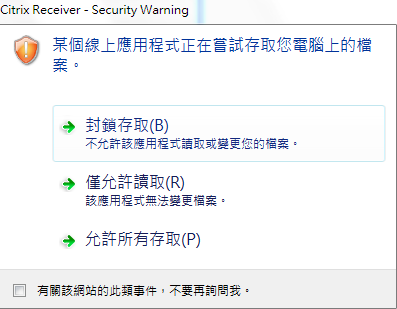 Citrix Receiver - Security Warning
某個線上應用程式正在嘗試存取您電腦上的檔
案。
封鎖存取(B)
不允許該應用程式讀取或變更您的檔案。
僅允許讀取(R)
該應用程式無法變更檔案。
允許所有存取(P)
有關該網站的此類事件，不要再詢問我。